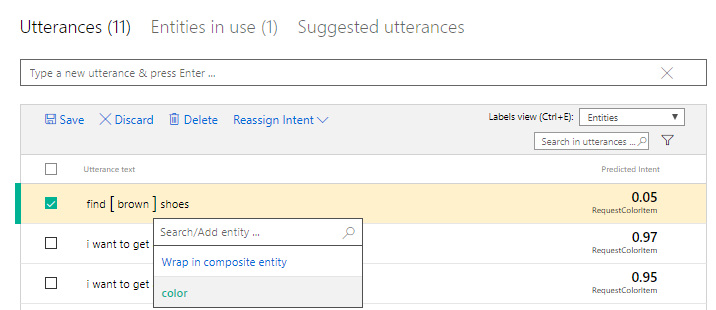 Utterances (11) Entities in use (1) Suggested utterances
Type a new utterance & press Enter ...
Save Discard Delete Reassign Intent Labels view (Ctrl+E): Entities
Search in utterances ...
Utterance text Predicted Intent
find [ brown ] shoes 0.05
RequestColorItem
Search/Add entity ...
i want to get 0.97
RequestColorItem
Wrap in composite entity
i want to get 0.95
RequestColorItem
color